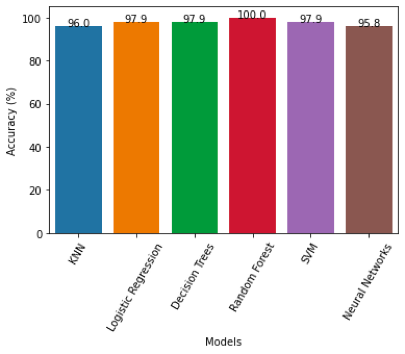 96.0 97.9 97.9 100.0 97.9 95.8
100
80
60
40
20
0
Accuracy (%)
KNN
Logistic Regression
Decision Trees
Random Forest
SVM
Neural Networks
Models